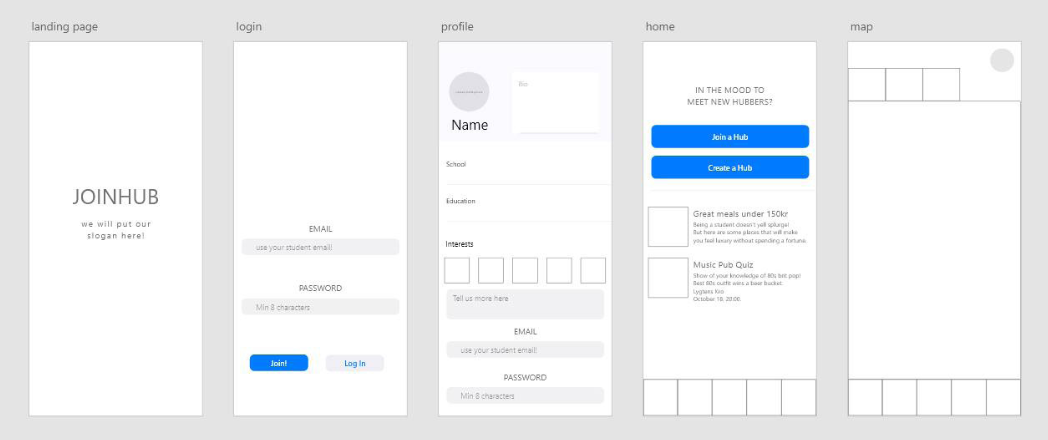 landing page
JOINHUB
we will put our
slogan here!
login
EMAIL
use your student email!
PASSWORD
Min 8 characters
Join!
Log In
profile
Bio
Name
School
Education
Interests
Tell us more here
EMAIL
use your student email!
PASSWORD
Min 8 characters
home
IN THE MOOD TO
MEET NEW HUBBERS?
Join a Hub
Create a Hub
Great meals under 150kr
Being a student doesn't yell splurge!
But here are some places that will make
you feel luxury without spending a fortune.
Music Pub Quiz
Show of your knowledge of 80s brit pop!
Best 80s outfit wins a beer bucket.
October 19, 20:00.
map